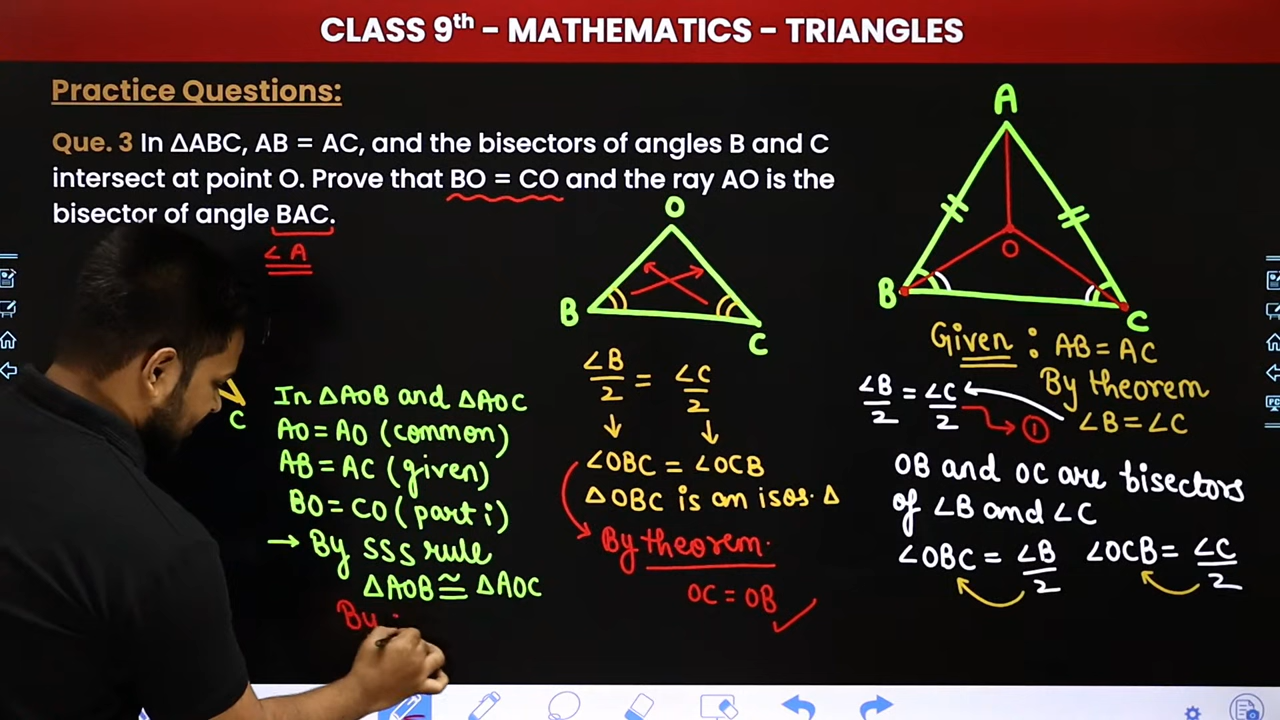 CLASS 9th - MATHEMATICS - TRIANGLES
Practice Questions:
Que. 3 In ΔABC, AB = AC, and the bisectors of angles B and C
intersect at point O. Prove that BO = CO and the ray AO is the
bisector of angle BAC.
∠A
C
In ΔAOB and ΔAOC
AO = AO (common)
AB = AC (given)
BO = CO (part i)
→ By SSS rule
ΔAOB ≅ ΔAOC
By
O
B
C
∠B/2 = ∠C/2
↓ ↓
∠OBC = ∠OCB
ΔOBC is an isos. Δ
By theorem.
OC = OB ✓
A
O
B
C
Given : AB = AC
By theorem
∠B/2 = ∠C/2 → ①
∠B = ∠C
OB and OC are bisectors
of ∠B and ∠C
∠OBC = ∠B/2 ∠OCB = ∠C/2